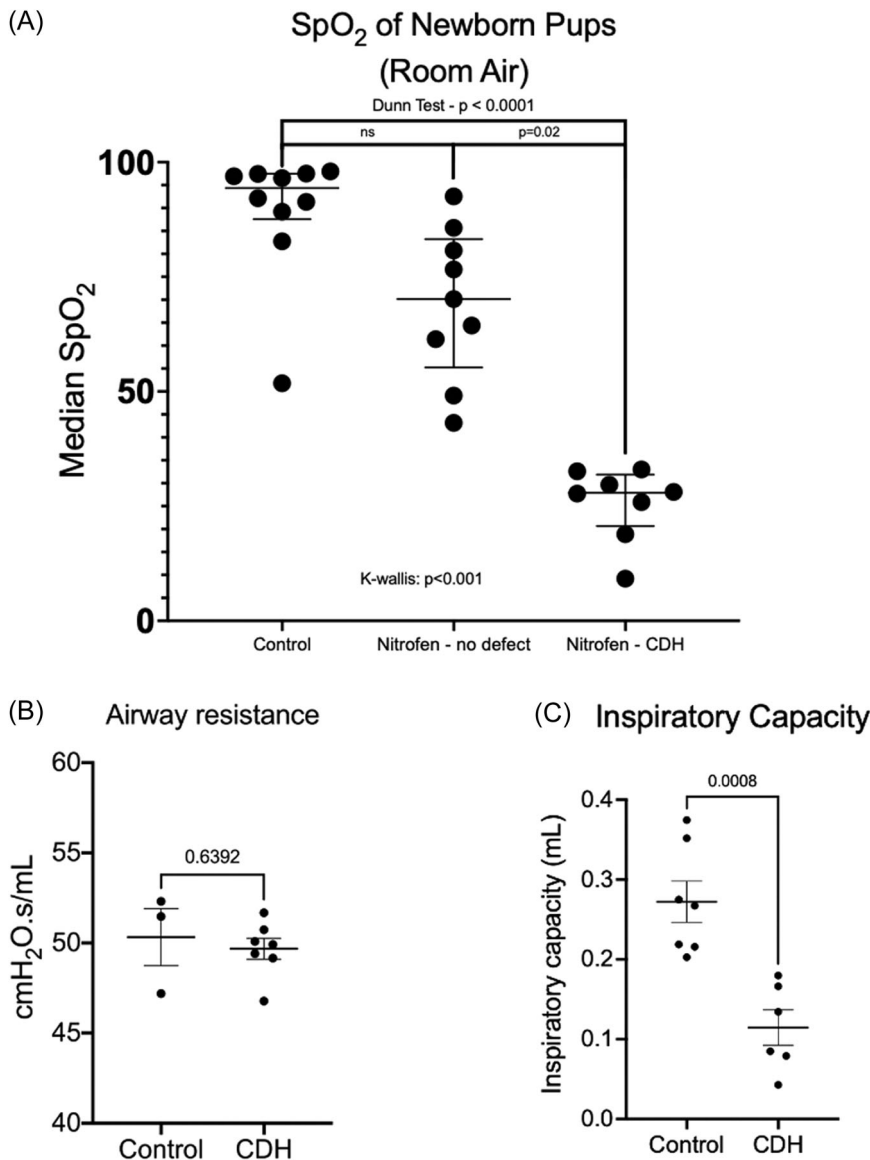 (A)
SpO2 of Newborn Pups
(Room Air)
Dunn Test - p < 0.0001
ns
p=0.02
Median SpO2
100
50
0
K-wallis: p<0.001
Control
Nitrofen - no defect
Nitrofen - CDH
(B)
Airway resistance
cmH2O.s/mL
60
55
50
45
40
0.6392
Control
CDH
(C)
Inspiratory Capacity
Inspiratory capacity (mL)
0.4
0.3
0.2
0.1
0.0
0.0008
Control
CDH